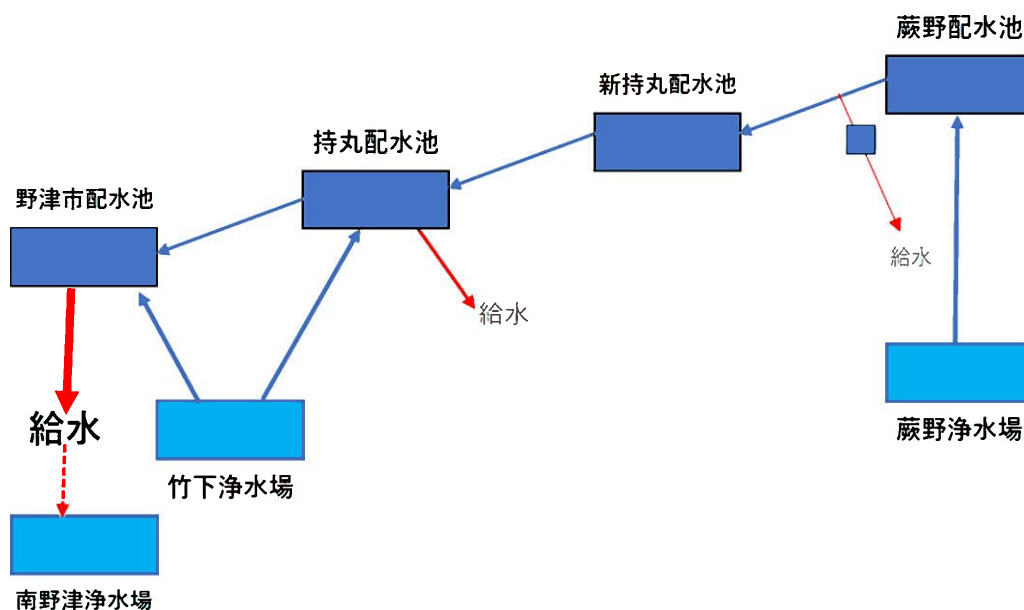 蕨野配水池
新持丸配水池
持丸配水池
野津市配水池
給水
給水
給水
蕨野浄水場
竹下浄水場
南野津浄水場